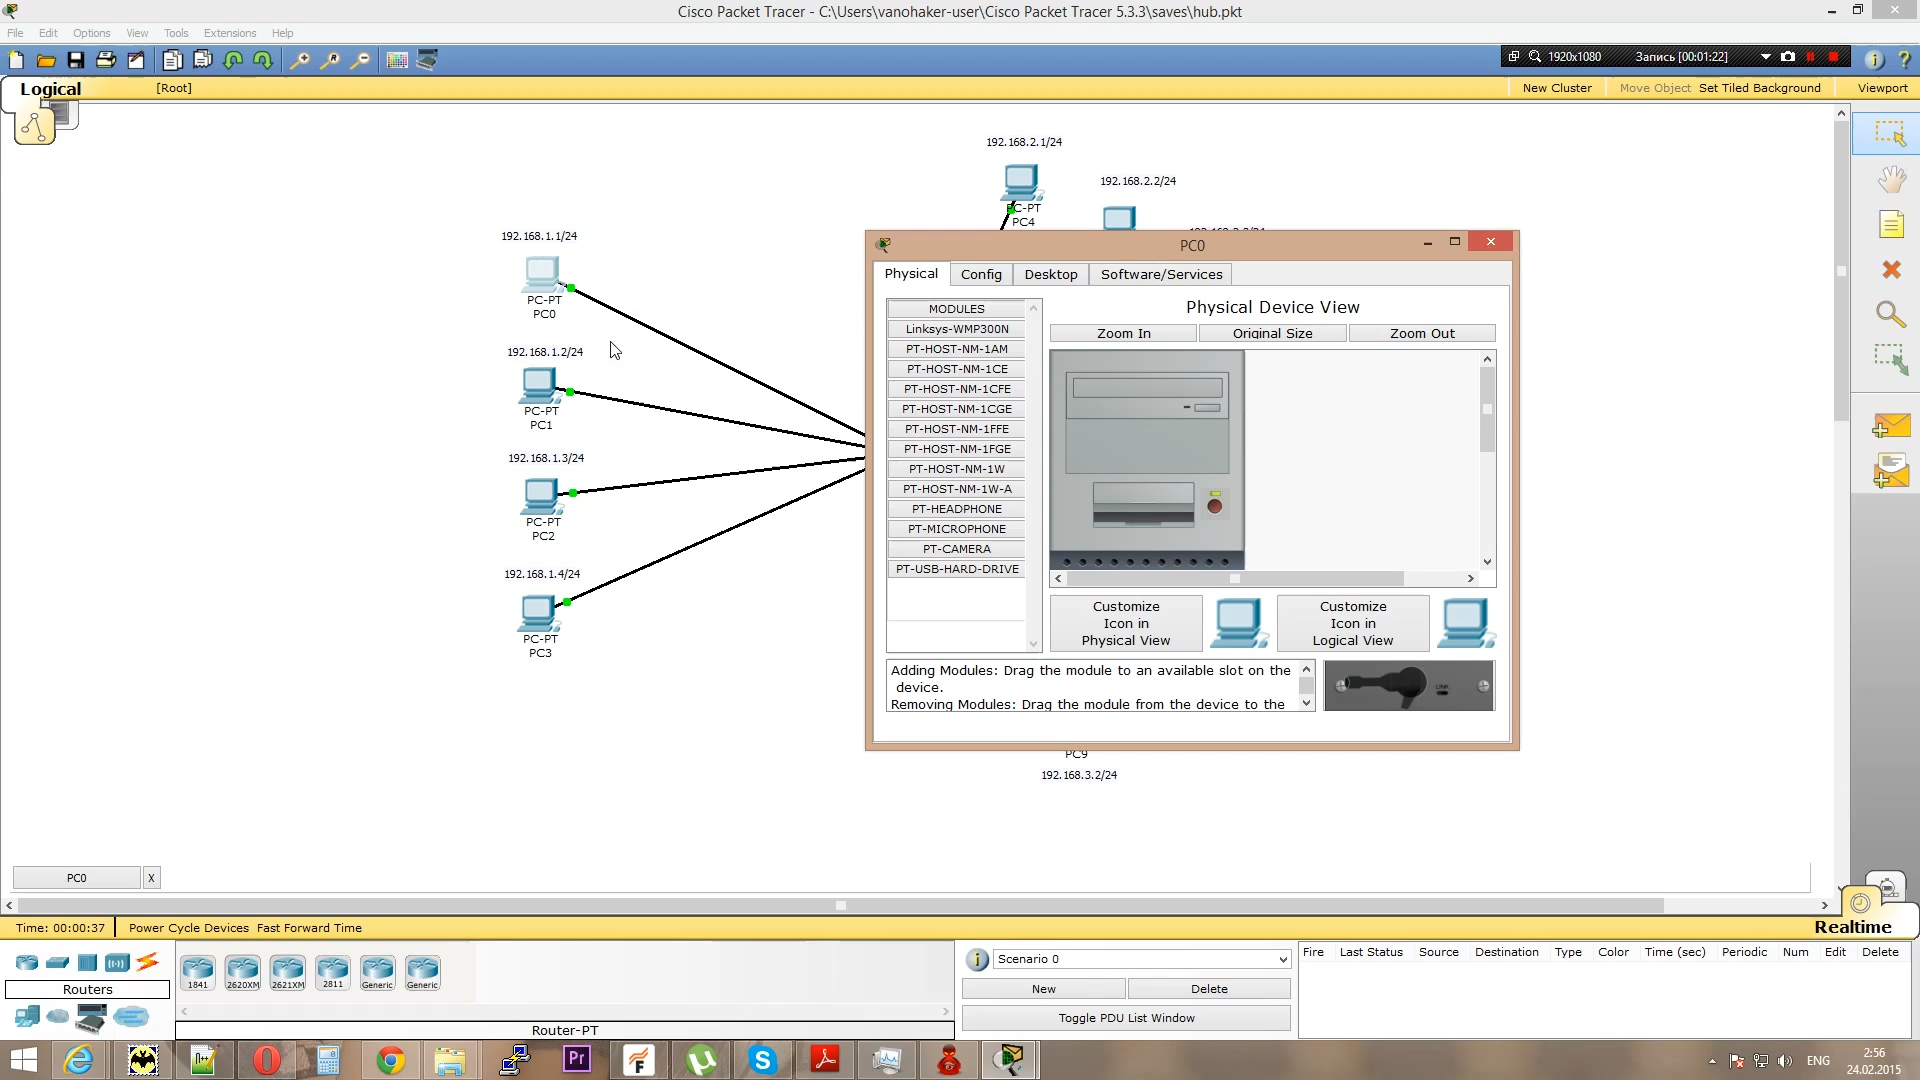 Cisco Packet Tracer - C:\Users\vanohaker-user\Cisco Packet Tracer 5.3.3\saves\hub.pkt
File Edit Options View Tools Extensions Help
1920x1080 Запись [00:01:22]
Logical [Root] New Cluster Move Object Set Tiled Background Viewport
192.168.2.1/24
PC-PT
PC4
192.168.2.2/24
192.168.1.1/24
PC-PT
PC0
192.168.1.2/24
PC-PT
PC1
192.168.1.3/24
PC-PT
PC2
192.168.1.4/24
PC-PT
PC3
PC0
Physical Config Desktop Software/Services
MODULES
Linksys-WMP300N
PT-HOST-NM-1AM
PT-HOST-NM-1CE
PT-HOST-NM-1CFE
PT-HOST-NM-1CGE
PT-HOST-NM-1FFE
PT-HOST-NM-1FGE
PT-HOST-NM-1W
PT-HOST-NM-1W-A
PT-HEADPHONE
PT-MICROPHONE
PT-CAMERA
PT-USB-HARD-DRIVE
Physical Device View
Zoom In Original Size Zoom Out
Customize
Icon in
Physical View
Customize
Icon in
Logical View
Adding Modules: Drag the module to an available slot on the
device.
Removing Modules: Drag the module from the device to the
LINK
PC9
192.168.3.2/24
PC0 X
Time: 00:00:37 Power Cycle Devices Fast Forward Time Realtime
Routers
1841 2620XM 2621XM 2811 Generic Generic
Router-PT
Scenario 0
New Delete
Toggle PDU List Window
Fire Last Status Source Destination Type Color Time (sec) Periodic Num Edit Delete
Pr
ENG
2:56
24.02.2015